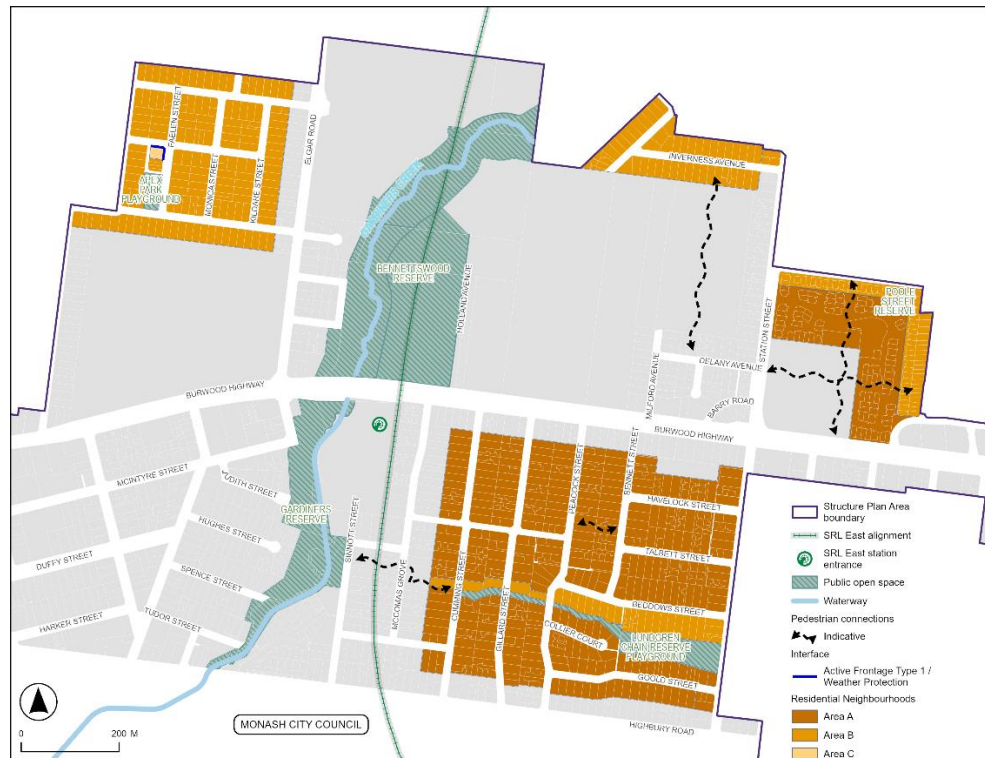 FAELEN STREET
MONICA STREET
KILDARE STREET
APEX
PARK
PLAYGROUND
ELGAR ROAD
BENNETTSWOOD
RESERVE
HOLLAND AVENUE
INVERNESS AVENUE
POOLE
STREET
RESERVE
STATION STREET
DELANY AVENUE
MILFORD AVENUE
BARRY ROAD
BURWOOD HIGHWAY
BURWOOD HIGHWAY
MCINTYRE STREET
JUDITH STREET
GARDINERS
RESERVE
HUGHES STREET
DUFFY STREET
SPENCE STREET
HARKER STREET
TUDOR STREET
SINNOTT STREET
MCCOMAS GROVE
CUMMING STREET
GILLARD STREET
PEACOCK STREET
BENNETT STREET
HAVELOCK STREET
TALBETT STREET
BEDDOWS STREET
COLLIER COURT
LUNDGREN
CHAIN RESERVE
PLAYGROUND
GOOLD STREET
HIGHBURY ROAD
MONASH CITY COUNCIL
0
200 M
Structure Plan Area
boundary
SRL East alignment
SRL East station
entrance
Public open space
Waterway
Pedestrian connections
Indicative
Interface
Active Frontage Type 1 /
Weather Protection
Residential Neighbourhoods
Area A
Area B
Area C